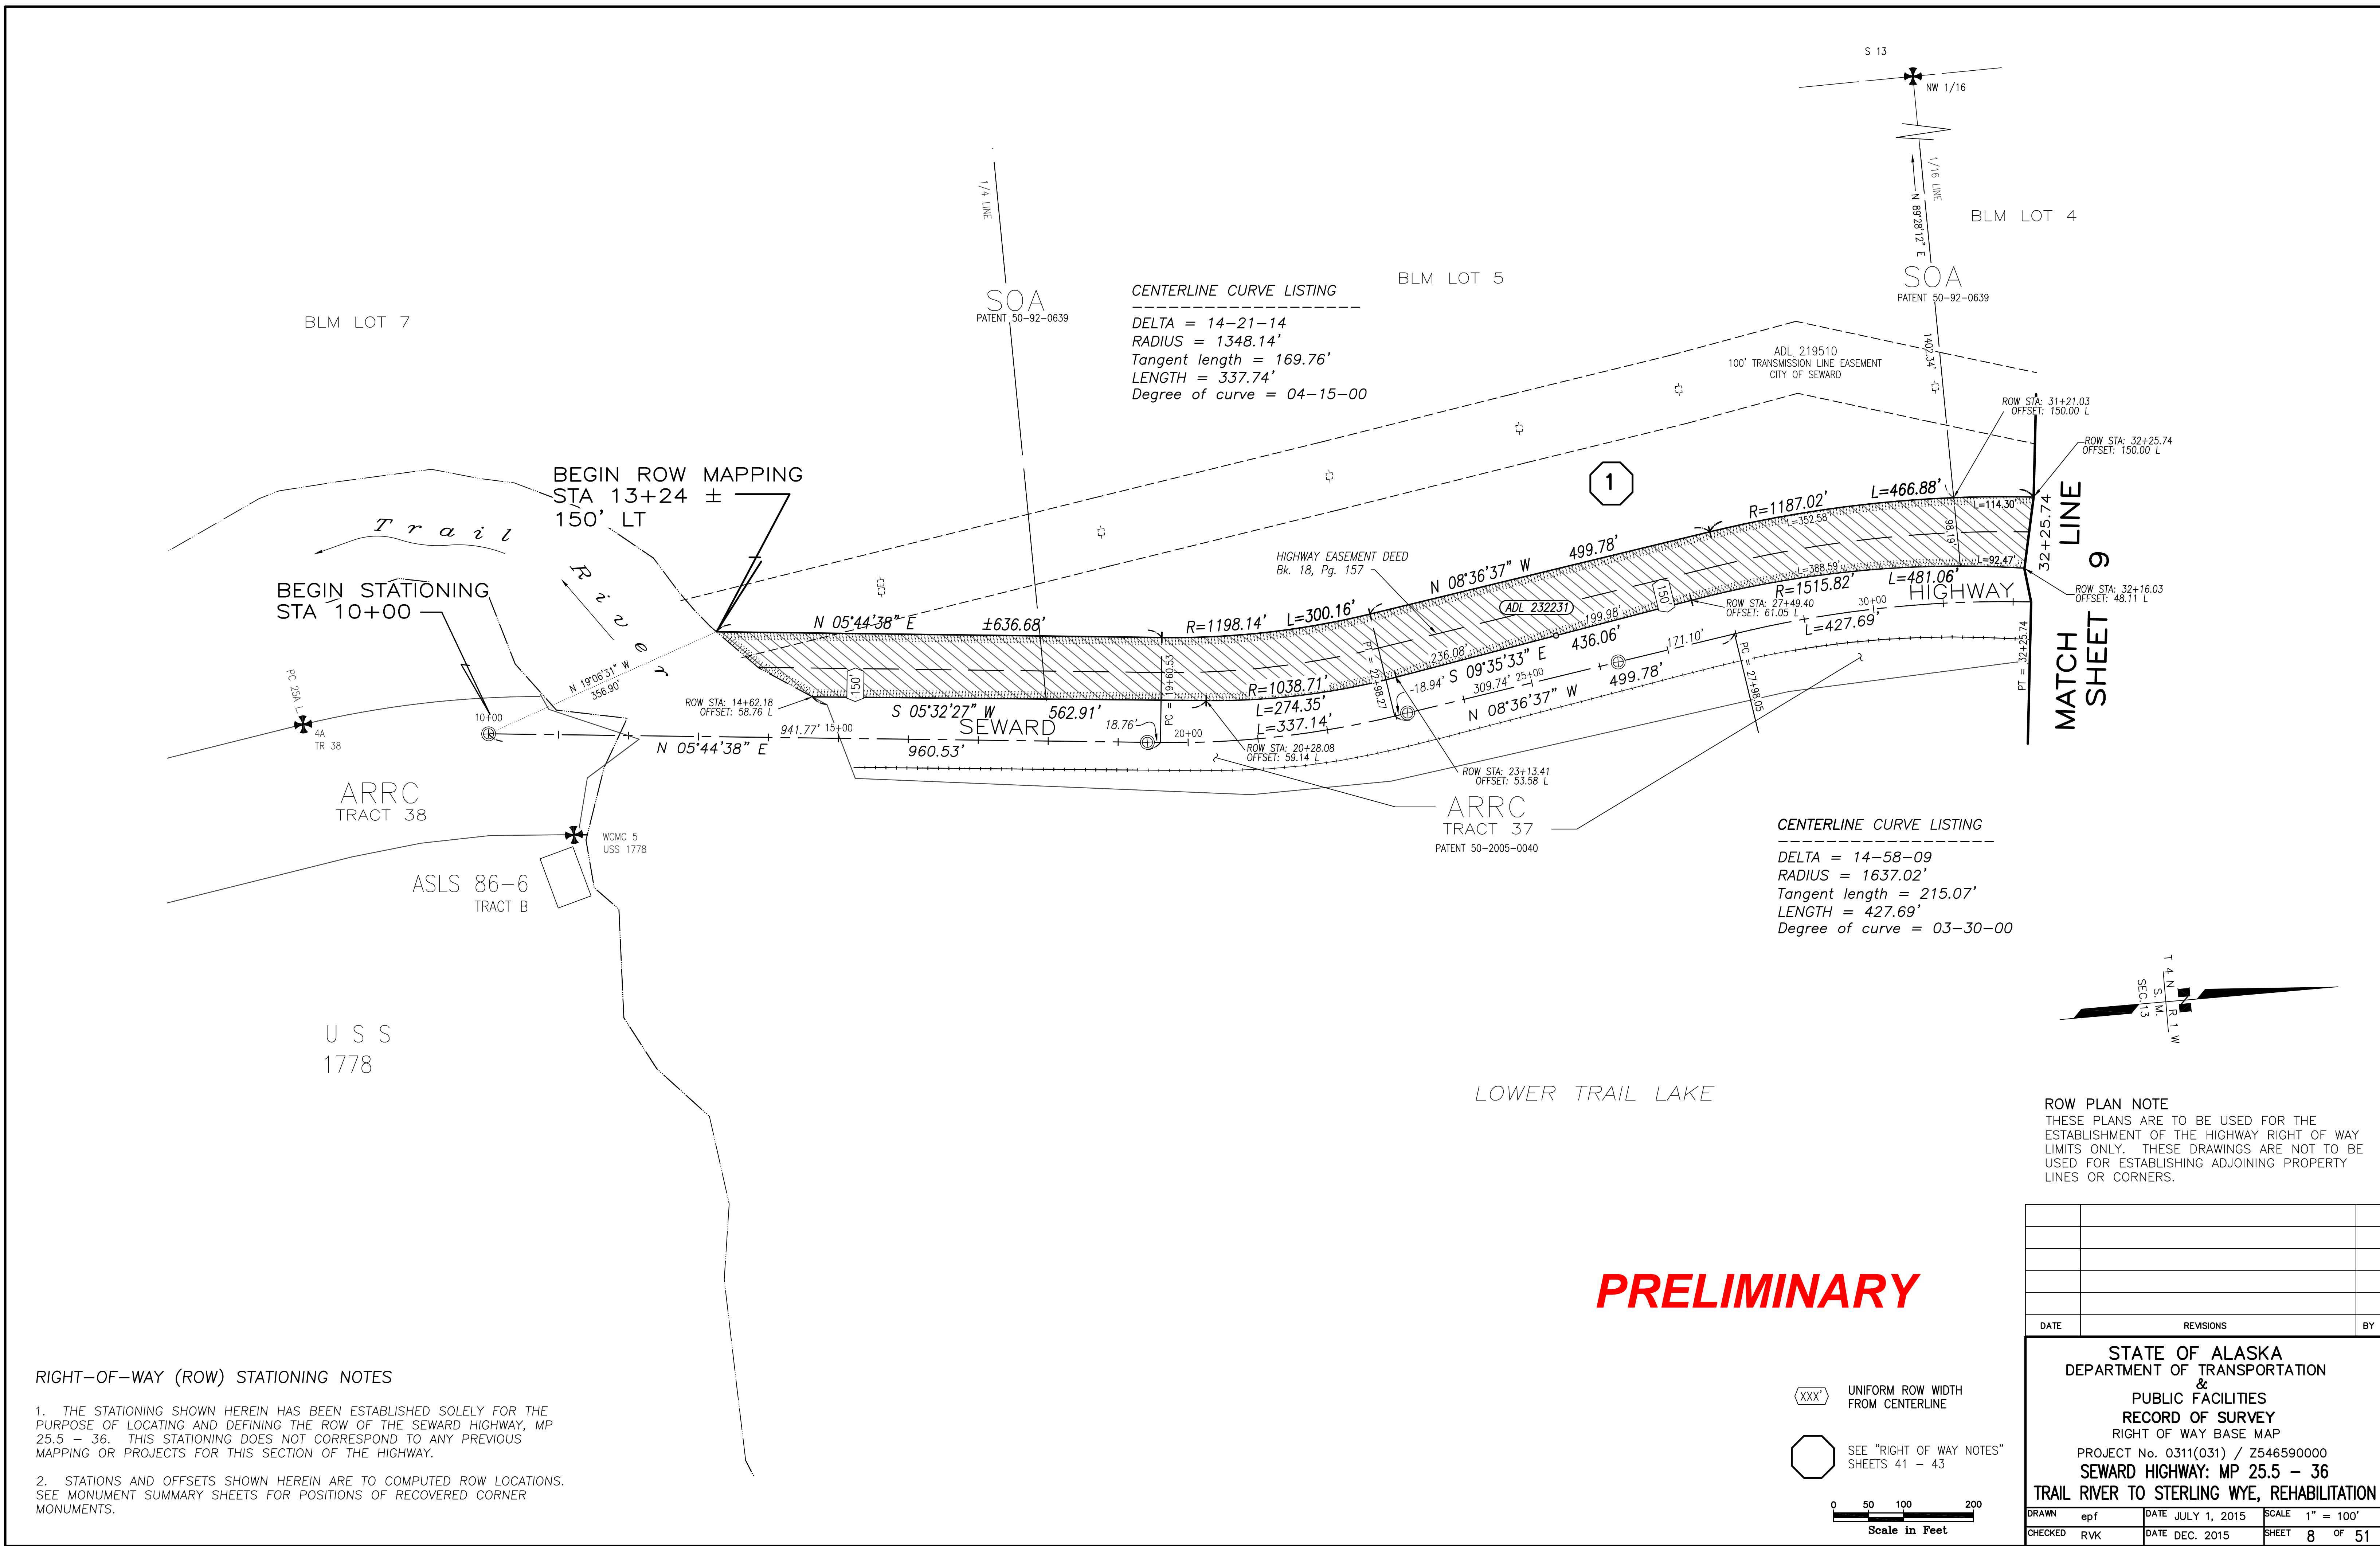 S 13
NW 1/16
1/4 LINE
1/16 LINE
N 89°28'12" E
BLM LOT 4
BLM LOT 5
BLM LOT 7
SOA
PATENT 50-92-0639
SOA
PATENT 50-92-0639
1402.34'
CENTERLINE CURVE LISTING
DELTA = 14-21-14
RADIUS = 1348.14'
Tangent length = 169.76'
LENGTH = 337.74'
Degree of curve = 04-15-00
ADL 219510
100' TRANSMISSION LINE EASEMENT
CITY OF SEWARD
ROW STA: 31+21.03
OFFSET: 150.00 L
ROW STA: 32+25.74
OFFSET: 150.00 L
BEGIN ROW MAPPING
STA 13+24 ±
150' LT
Trail
River
BEGIN STATIONING
STA 10+00
1
HIGHWAY EASEMENT DEED
Bk. 18, Pg. 157
N 08°36'37" W 499.78'
R=1187.02' L=466.88'
L=352.58'
L=114.30'
98.19'
32+25.74
MATCH LINE
SHEET 9
N 05°44'38" E ±636.68'
R=1198.14' L=300.16'
ADL 232231
150'
L=388.59'
L=92.47'
R=1515.82' L=481.06'
HIGHWAY
ROW STA: 32+16.03
OFFSET: 48.11 L
ROW STA: 27+49.40
OFFSET: 61.05 L
30+00
L=427.69'
199.98'
236.08'
S 09°35'33" E 436.06'
171.10'
PT = 22+98.27
PC = 19+60.53
PC = 27+98.05
PT = 32+25.74
N 19°06'31" W
356.90'
PC 25A L
4A
TR 38
10+00
150'
ROW STA: 14+62.18
OFFSET: 58.76 L
S 05°32'27" W 562.91'
SEWARD
R=1038.71'
L=274.35'
L=337.14'
-18.94'
309.74'
25+00
N 08°36'37" W 499.78'
N 05°44'38" E
941.77'
15+00
960.53'
18.76'
20+00
ROW STA: 20+28.08
OFFSET: 59.14 L
ROW STA: 23+13.41
OFFSET: 53.58 L
ARRC
TRACT 38
ARRC
TRACT 37
PATENT 50-2005-0040
WCMC 5
USS 1778
ASLS 86-6
TRACT B
CENTERLINE CURVE LISTING
DELTA = 14-58-09
RADIUS = 1637.02'
Tangent length = 215.07'
LENGTH = 427.69'
Degree of curve = 03-30-00
U S S
1778
T 4 N
S. M.
SEC.13
R 1 W
N
LOWER TRAIL LAKE
ROW PLAN NOTE
THESE PLANS ARE TO BE USED FOR THE
ESTABLISHMENT OF THE HIGHWAY RIGHT OF WAY
LIMITS ONLY. THESE DRAWINGS ARE NOT TO BE
USED FOR ESTABLISHING ADJOINING PROPERTY
LINES OR CORNERS.
PRELIMINARY
DATE REVISIONS BY
RIGHT-OF-WAY (ROW) STATIONING NOTES
1. THE STATIONING SHOWN HEREIN HAS BEEN ESTABLISHED SOLELY FOR THE
PURPOSE OF LOCATING AND DEFINING THE ROW OF THE SEWARD HIGHWAY, MP
25.5 - 36. THIS STATIONING DOES NOT CORRESPOND TO ANY PREVIOUS
MAPPING OR PROJECTS FOR THIS SECTION OF THE HIGHWAY.
2. STATIONS AND OFFSETS SHOWN HEREIN ARE TO COMPUTED ROW LOCATIONS.
SEE MONUMENT SUMMARY SHEETS FOR POSITIONS OF RECOVERED CORNER
MONUMENTS.
XXX'
UNIFORM ROW WIDTH
FROM CENTERLINE
SEE "RIGHT OF WAY NOTES"
SHEETS 41 - 43
0 50 100 200
Scale in Feet
STATE OF ALASKA
DEPARTMENT OF TRANSPORTATION
&
PUBLIC FACILITIES
RECORD OF SURVEY
RIGHT OF WAY BASE MAP
PROJECT No. 0311(031) / Z546590000
SEWARD HIGHWAY: MP 25.5 - 36
TRAIL RIVER TO STERLING WYE, REHABILITATION
DRAWN epf DATE JULY 1, 2015 SCALE 1" = 100'
CHECKED RVK DATE DEC. 2015 SHEET 8 OF 51